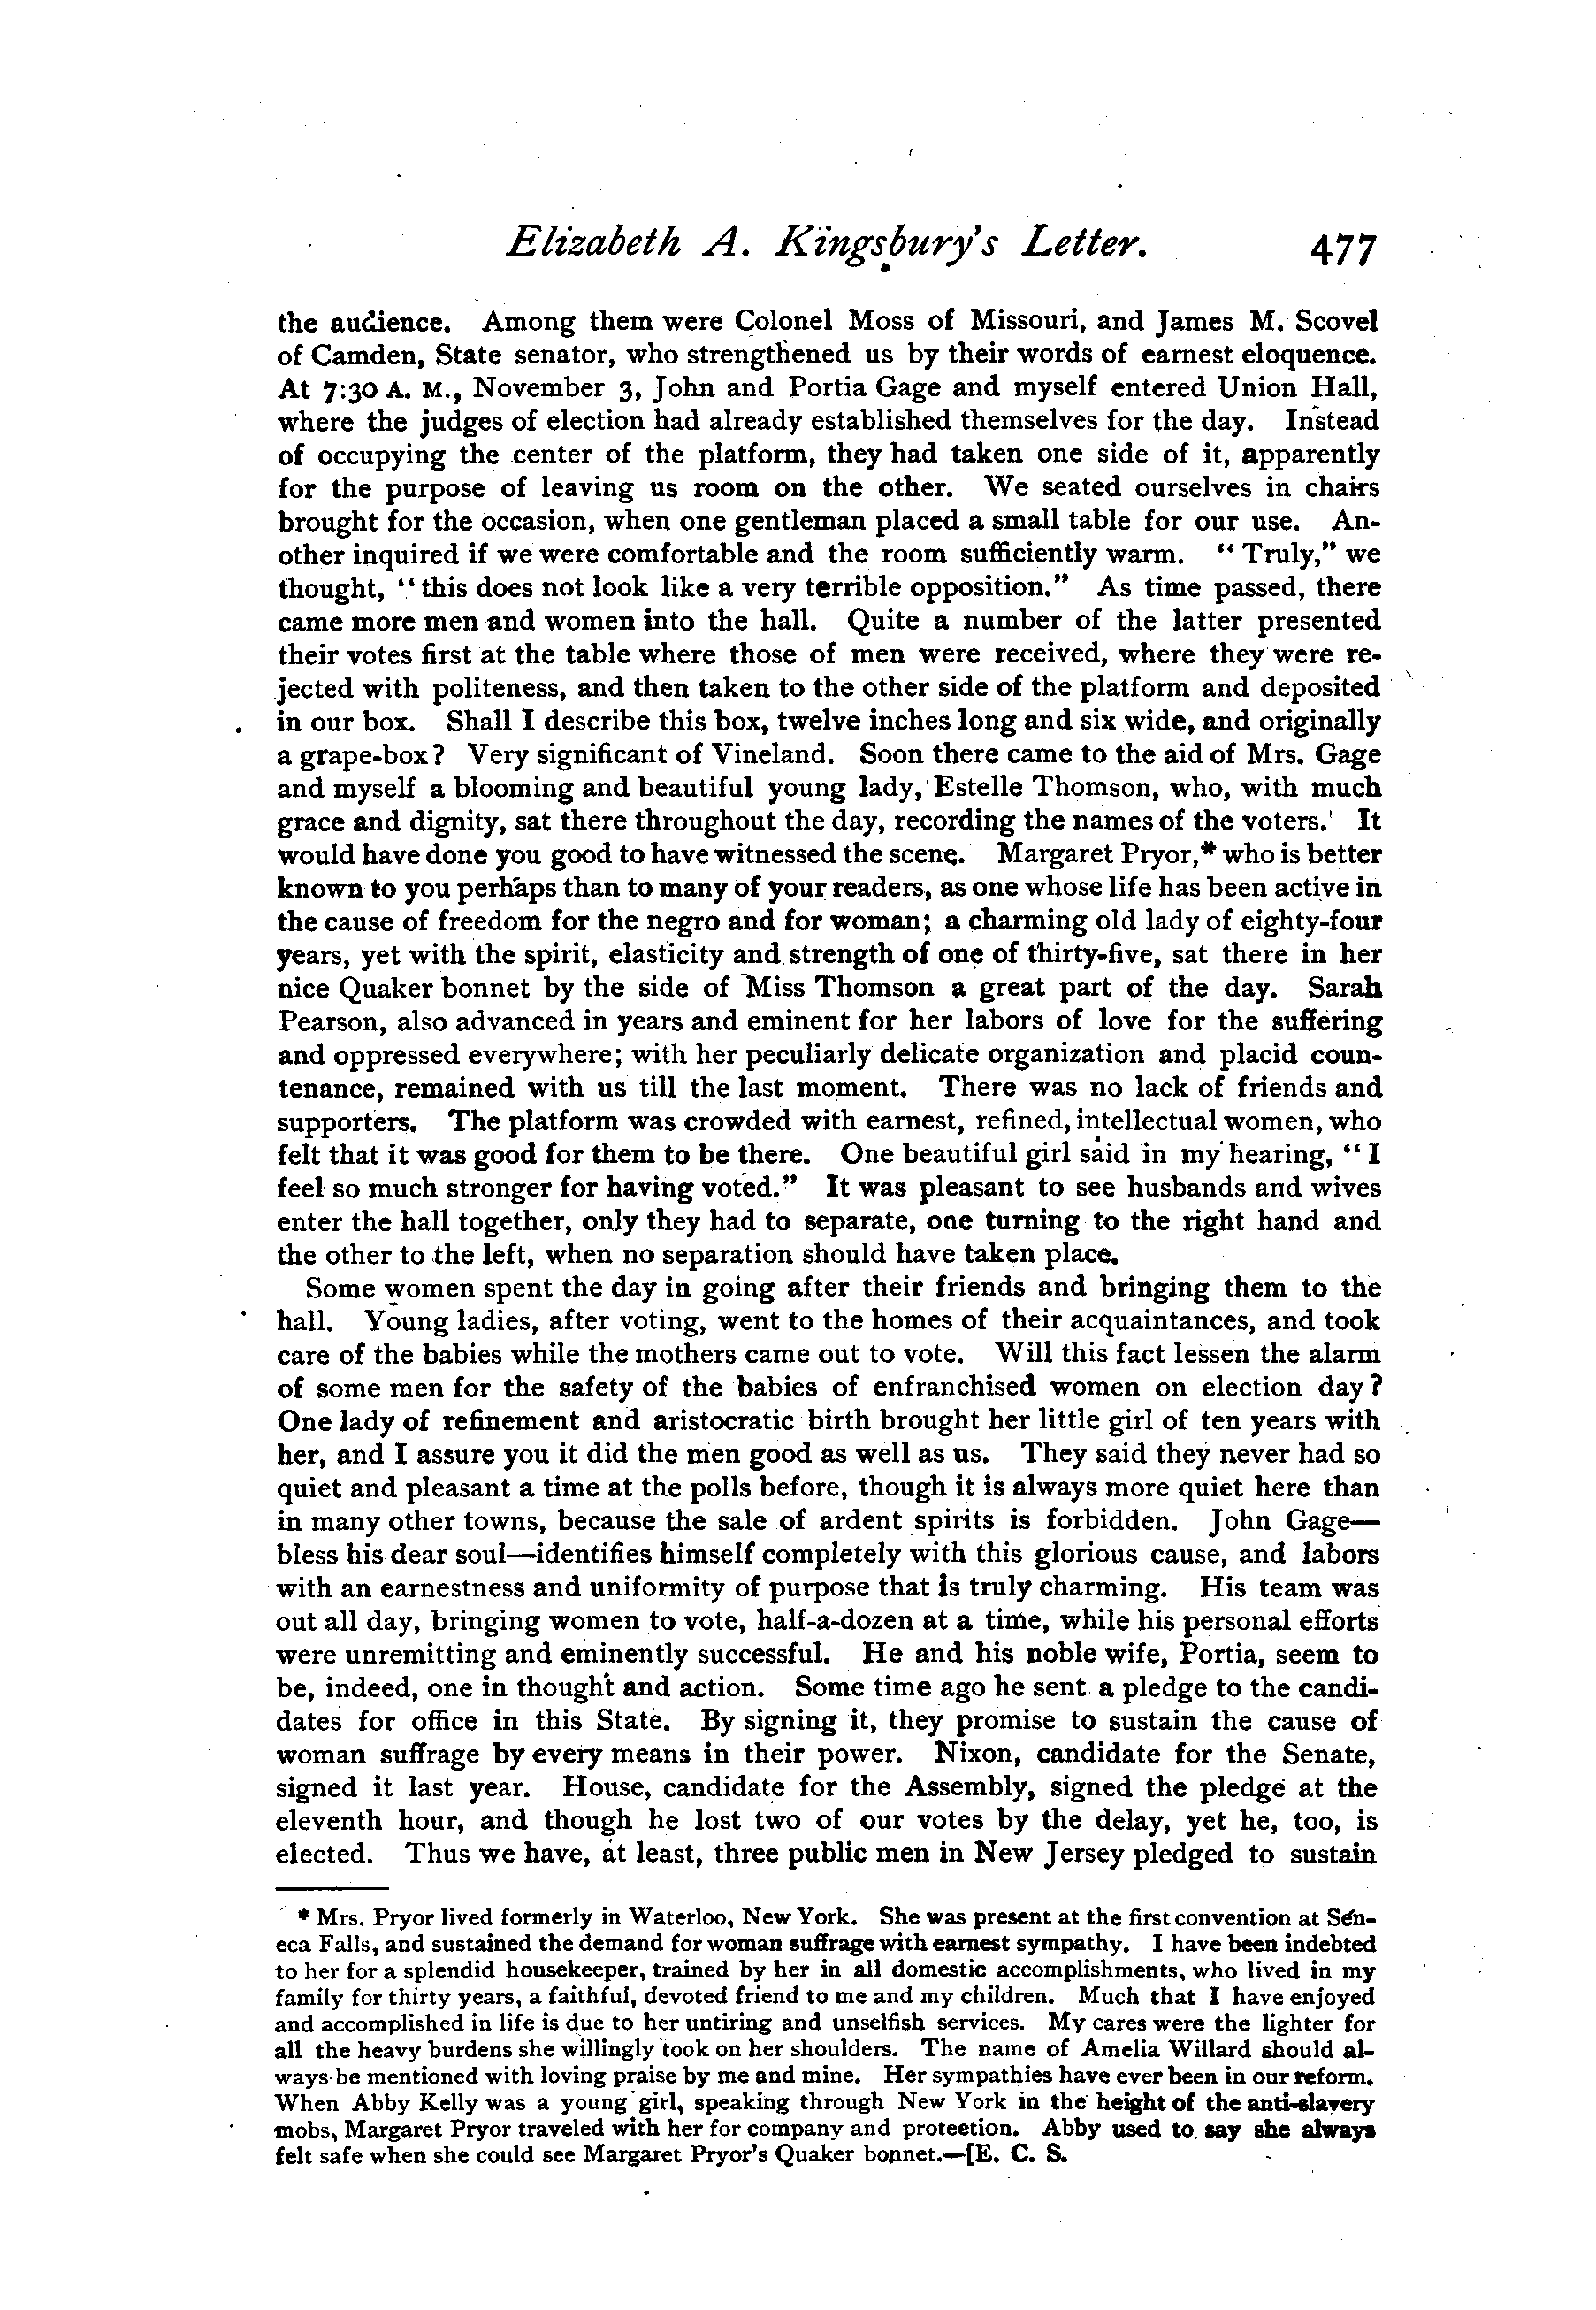 Elizabeth A. Kingsbury's Letter. 477
the audience. Among them were Colonel Moss of Missouri, and James M. Scovel
of Camden, State senator, who strengthened us by their words of earnest eloquence.
At 7:30 A. M., November 3, John and Portia Gage and myself entered Union Hall,
where the judges of election had already established themselves for the day. Instead
of occupying the center of the platform, they had taken one side of it, apparently
for the purpose of leaving us room on the other. We seated ourselves in chairs
brought for the occasion, when one gentleman placed a small table for our use. An-
other inquired if we were comfortable and the room sufficiently warm. "Truly," we
thought, "this does not look like a very terrible opposition." As time passed, there
came more men and women into the hall. Quite a number of the latter presented
their votes first at the table where those of men were received, where they were re-
jected with politeness, and then taken to the other side of the platform and deposited
in our box. Shall I describe this box, twelve inches long and six wide, and originally
a grape-box? Very significant of Vineland. Soon there came to the aid of Mrs. Gage
and myself a blooming and beautiful young lady, Estelle Thomson, who, with much
grace and dignity, sat there throughout the day, recording the names of the voters. It
would have done you good to have witnessed the scene. Margaret Pryor,* who is better
known to you perhaps than to many of your readers, as one whose life has been active in
the cause of freedom for the negro and for woman; a charming old lady of eighty-four
years, yet with the spirit, elasticity and strength of one of thirty-five, sat there in her
nice Quaker bonnet by the side of Miss Thomson a great part of the day. Sarah
Pearson, also advanced in years and eminent for her labors of love for the suffering
and oppressed everywhere; with her peculiarly delicate organization and placid coun-
tenance, remained with us till the last moment. There was no lack of friends and
supporters. The platform was crowded with earnest, refined, intellectual women, who
felt that it was good for them to be there. One beautiful girl said in my hearing, "I
feel so much stronger for having voted." It was pleasant to see husbands and wives
enter the hall together, only they had to separate, one turning to the right hand and
the other to the left, when no separation should have taken place.
Some women spent the day in going after their friends and bringing them to the
hall. Young ladies, after voting, went to the homes of their acquaintances, and took
care of the babies while the mothers came out to vote. Will this fact lessen the alarm
of some men for the safety of the babies of enfranchised women on election day?
One lady of refinement and aristocratic birth brought her little girl of ten years with
her, and I assure you it did the men good as well as us. They said they never had so
quiet and pleasant a time at the polls before, though it is always more quiet here than
in many other towns, because the sale of ardent spirits is forbidden. John Gage—
bless his dear soul—identifies himself completely with this glorious cause, and labors
with an earnestness and uniformity of purpose that is truly charming. His team was
out all day, bringing women to vote, half-a-dozen at a time, while his personal efforts
were unremitting and eminently successful. He and his noble wife, Portia, seem to
be, indeed, one in thought and action. Some time ago he sent a pledge to the candi-
dates for office in this State. By signing it, they promise to sustain the cause of
woman suffrage by every means in their power. Nixon, candidate for the Senate,
signed it last year. House, candidate for the Assembly, signed the pledge at the
eleventh hour, and though he lost two of our votes by the delay, yet he, too, is
elected. Thus we have, at least, three public men in New Jersey pledged to sustain
* Mrs. Pryor lived formerly in Waterloo, New York. She was present at the first convention at Sen-
eca Falls, and sustained the demand for woman suffrage with earnest sympathy. I have been indebted
to her for a splendid housekeeper, trained by her in all domestic accomplishments, who lived in my
family for thirty years, a faithful, devoted friend to me and my children. Much that I have enjoyed
and accomplished in life is due to her untiring and unselfish services. My cares were the lighter for
all the heavy burdens she willingly took on her shoulders. The name of Amelia Willard should al-
ways be mentioned with loving praise by me and mine. Her sympathies have ever been in our reform.
When Abby Kelly was a young girl, speaking through New York in the height of the anti-slavery
mobs, Margaret Pryor traveled with her for company and protection. Abby used to say she always
felt safe when she could see Margaret Pryor's Quaker bonnet.—[E. C. S.